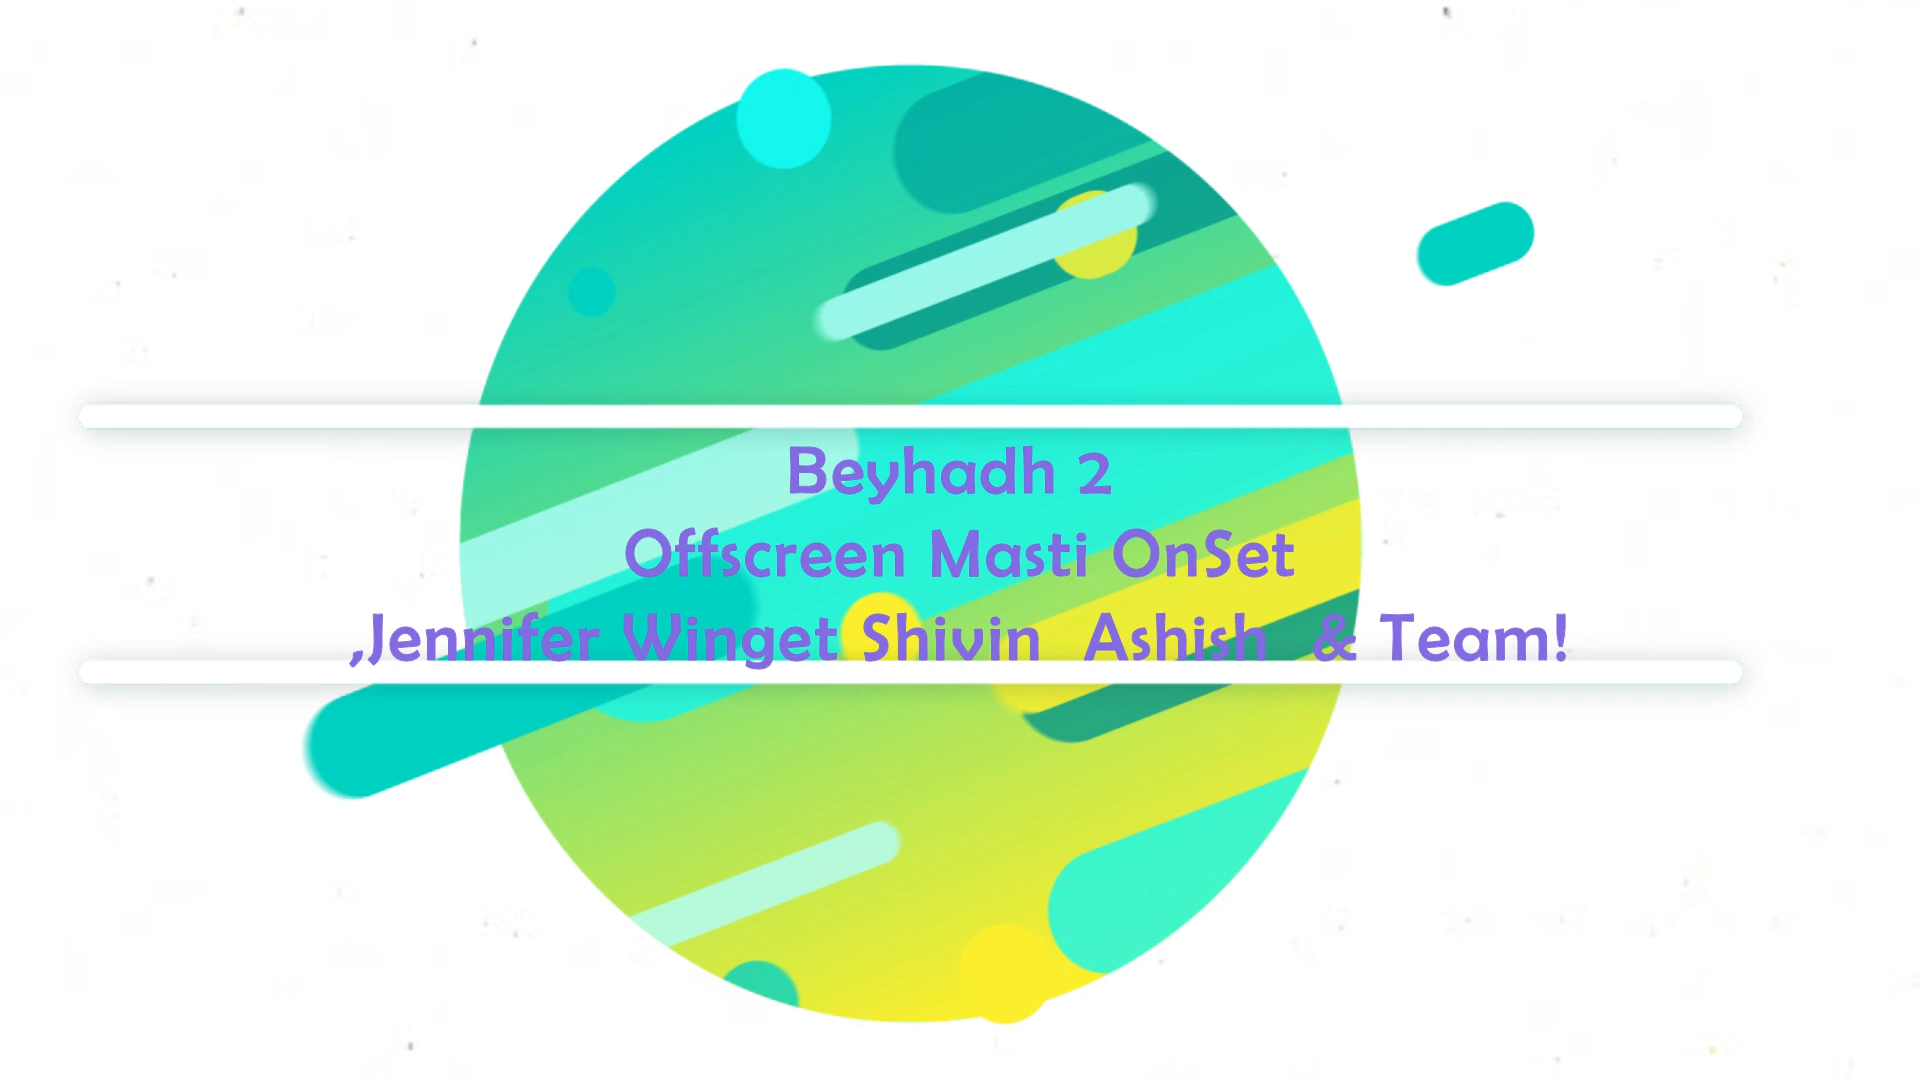 Beyhadh 2
Offscreen Masti OnSet
,Jennifer Winget Shivin  Ashish  & Team!